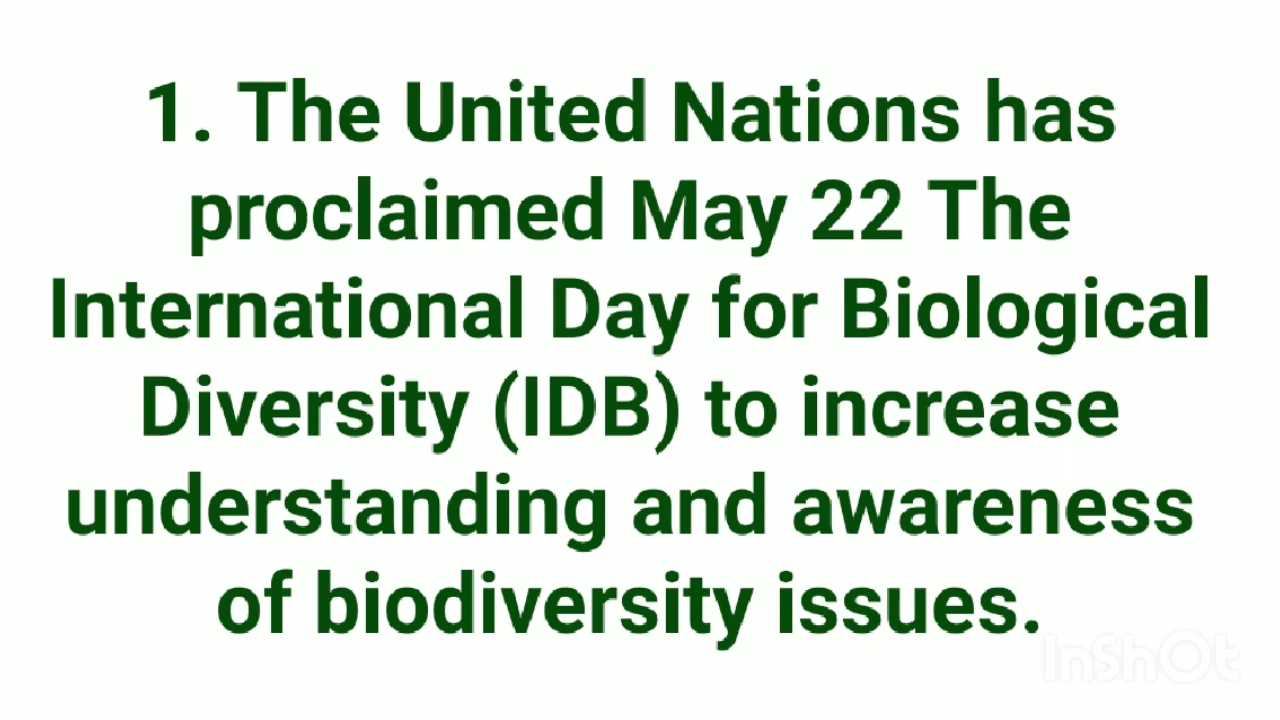 1. The United Nations has
proclaimed May 22 The
International Day for Biological
Diversity (IDB) to increase
understanding and awareness
of biodiversity issues.
InShOt